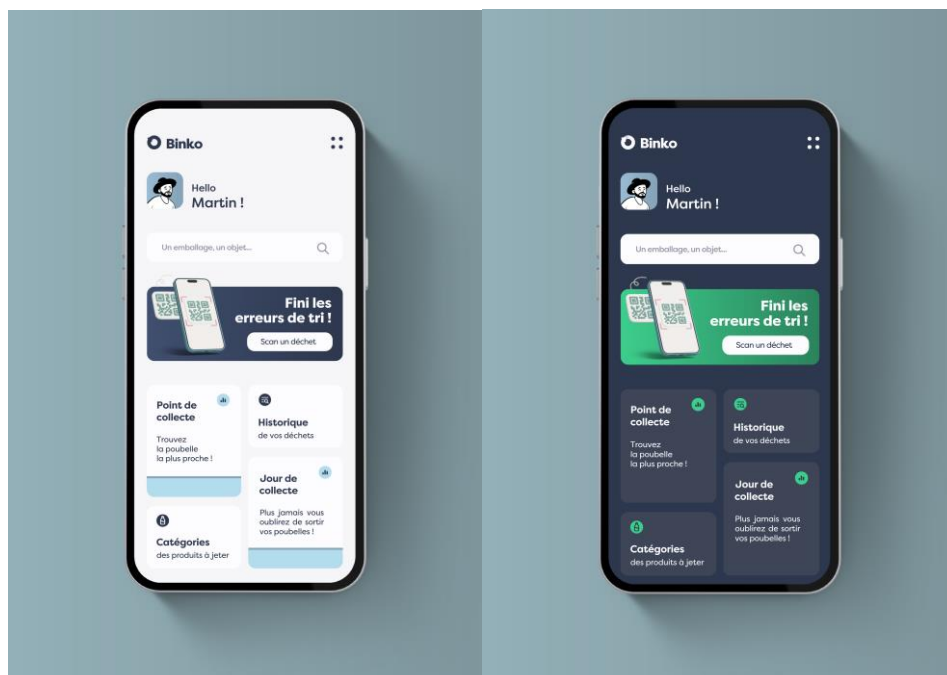 Binko
Hello
Martin !
Un emballage, un objet...
Fini les
erreurs de tri !
Scan un déchet
Point de
collecte
Trouvez
la poubelle
la plus proche !
Historique
de vos déchets
Jour de
collecte
Plus jamais vous
oublirez de sortir
vos poubelles !
Catégories
des produits à jeter
Binko
Hello
Martin !
Un emballage, un objet...
Fini les
erreurs de tri !
Scan un déchet
Point de
collecte
Trouvez
la poubelle
la plus proche !
Historique
de vos déchets
Jour de
collecte
Plus jamais vous
oublirez de sortir
vos poubelles !
Catégories
des produits à jeter